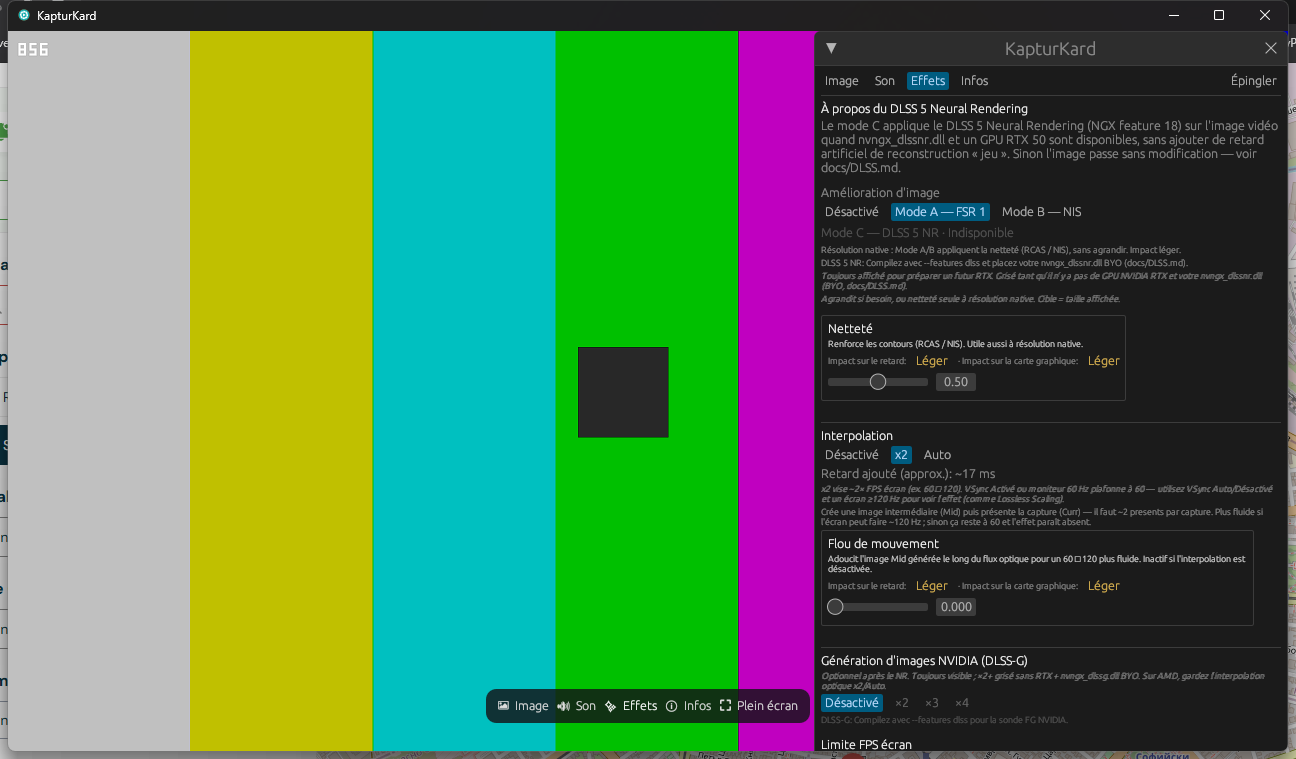 KapturKard
856
▼ KapturKard
Image Son Effets Infos Épingler
À propos du DLSS 5 Neural Rendering
Le mode C applique le DLSS 5 Neural Rendering (NGX feature 18) sur l'image vidéo
quand nvngx_dlssnr.dll et un GPU RTX 50 sont disponibles, sans ajouter de retard
artificiel de reconstruction « jeu ». Sinon l'image passe sans modification — voir
docs/DLSS.md.
Amélioration d'image
Désactivé Mode A — FSR 1 Mode B — NIS
Mode C — DLSS 5 NR · Indisponible
Résolution native : Mode A/B appliquent la netteté (RCAS / NIS), sans agrandir. Impact léger.
DLSS 5 NR: Compilez avec --features dlss et placez votre nvngx_dlssnr.dll BYO (docs/DLSS.md).
Toujours affiché pour préparer un futur RTX. Grisé tant qu'il n'y a pas de GPU NVIDIA RTX et votre nvngx_dlssnr.dll
(BYO, docs/DLSS.md).
Agrandit si besoin, ou netteté seule à résolution native. Cible = taille affichée.
Netteté
Renforce les contours (RCAS / NIS). Utile aussi à résolution native.
Impact sur le retard: Léger · Impact sur la carte graphique: Léger
0.50
Interpolation
Désactivé x2 Auto
Retard ajouté (approx.): ~17 ms
x2 vise ~2× FPS écran (ex. 60□120). VSync Activé ou moniteur 60 Hz plafonne à 60 — utilisez VSync Auto/Désactivé
et un écran ≥120 Hz pour voir l'effet (comme Lossless Scaling).
Crée une image intermédiaire (Mid) puis présente la capture (Curr) — il faut ~2 presents par capture. Plus fluide si
l'écran peut faire ~120 Hz ; sinon ça reste à 60 et l'effet paraît absent.
Flou de mouvement
Adoucit l'image Mid générée le long du flux optique pour un 60□120 plus fluide. Inactif si l'interpolation est
désactivée.
Impact sur le retard: Léger · Impact sur la carte graphique: Léger
0.000
Génération d'images NVIDIA (DLSS-G)
Optionnel après le NR. Toujours visible ; ×2+ grisé sans RTX + nvngx_dlssg.dll BYO. Sur AMD, gardez l'interpolation
optique x2/Auto.
Désactivé ×2 ×3 ×4
DLSS-G: Compilez avec --features dlss pour la sonde FG NVIDIA.
Limite FPS écran
Image Son Effets Infos Plein écran